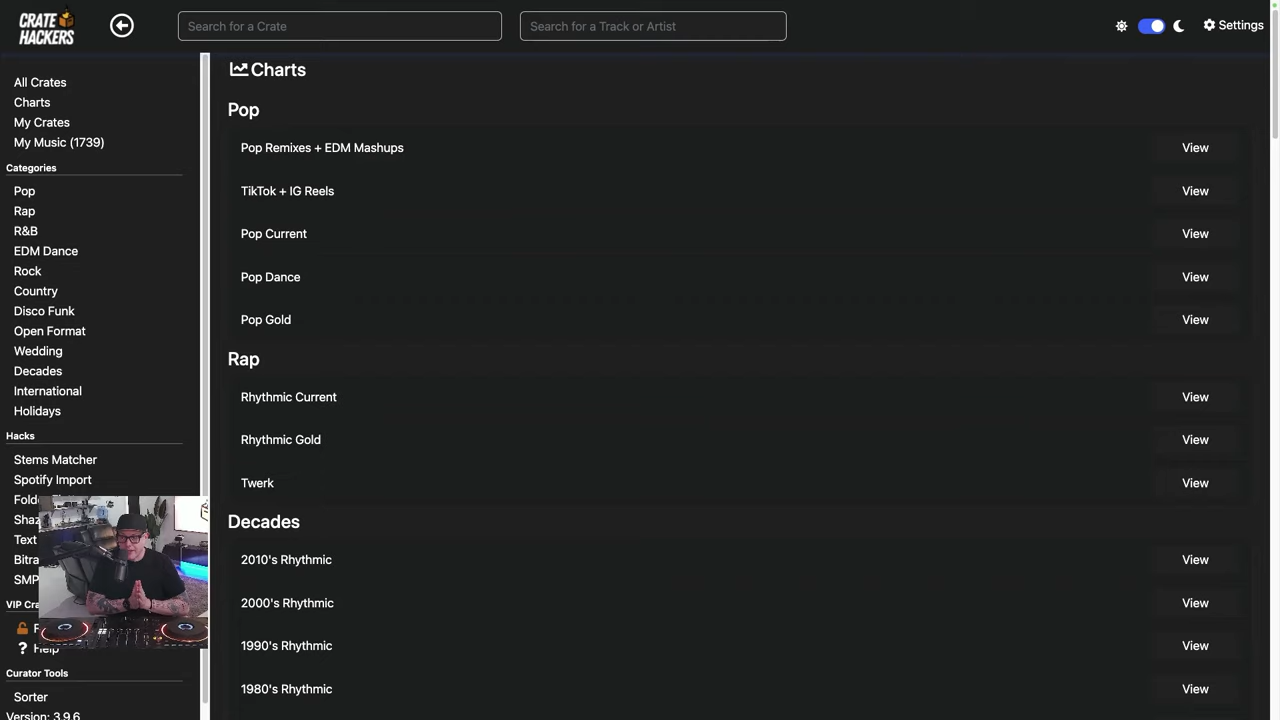 CRATE
HACKERS
Search for a Crate
Search for a Track or Artist
Settings
All Crates
Charts
My Crates
My Music (1739)
Categories
Pop
Rap
R&B
EDM Dance
Rock
Country
Disco Funk
Open Format
Wedding
Decades
International
Holidays
Hacks
Stems Matcher
Spotify Import
Text
SMP
Help
Curator Tools
Sorter
Version: 3.9.6
Charts
Pop
Pop Remixes + EDM Mashups View
TikTok + IG Reels View
Pop Current View
Pop Dance View
Pop Gold View
Rap
Rhythmic Current View
Rhythmic Gold View
Twerk View
Decades
2010's Rhythmic View
2000's Rhythmic View
1990's Rhythmic View
1980's Rhythmic View